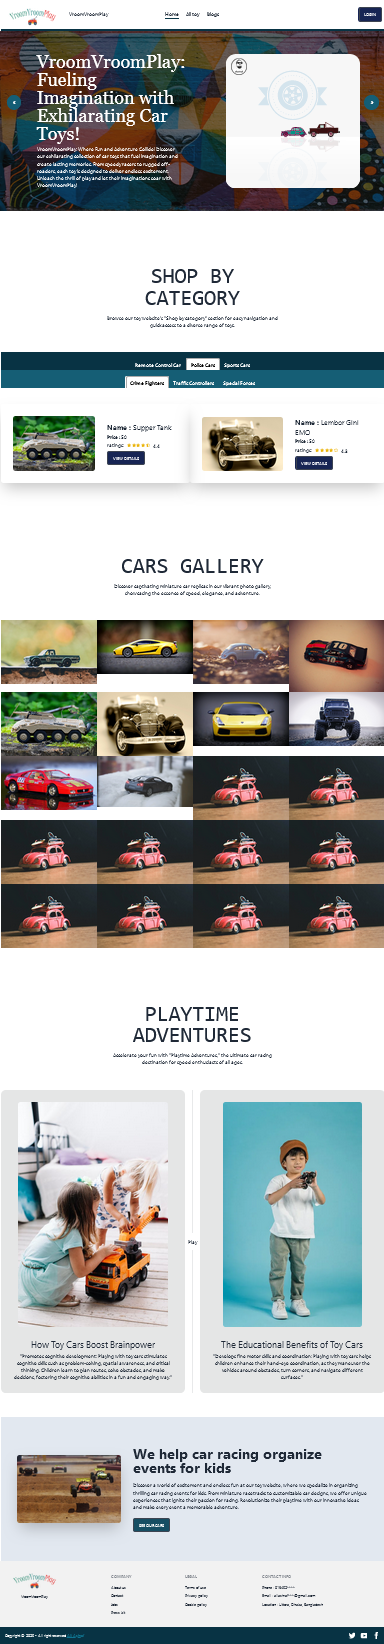 VroomVroomPlay
VroomVroomPlay
Home All toy Blogs
LOGIN
VroomVroomPlay:
Fueling
Imagination with
Exhilarating Car
Toys!
VroomVroomPlay: Where Fun and Adventure Collide! Discover
our exhilarating collection of car toys that fuel imagination and
create lasting memories. From speedy racers to rugged off-
roaders, each toy is designed to deliver endless excitement.
Unleash the thrill of play and let their imaginations soar with
VroomVroomPlay!
SHOP BY
CATEGORY
Browse our toy website's "Shop by category" section for easy navigation and
quick access to a diverse range of toys.
Remote Control Car Police Cars Sports Cars
Crime Fighters Traffic Controllers Special Forces
Name : Supper Tank
Price : 50
ratings: 4.4
VIEW DETAILS
Name : Lembor Gini
EMO
Price : 50
ratings: 4.3
VIEW DETAILS
CARS GALLERY
Discover captivating miniature car replicas in our vibrant photo gallery,
showcasing the essence of speed, elegance, and adventure.
PLAYTIME
ADVENTURES
Accelerate your fun with "Playtime Adventures," the ultimate car racing
destination for speed enthusiasts of all ages.
Play
How Toy Cars Boost Brainpower
"Promotes cognitive development: Playing with toy cars stimulates
cognitive skills such as problem-solving, spatial awareness, and critical
thinking. Children learn to plan routes, solve obstacles, and make
decisions, fostering their cognitive abilities in a fun and engaging way."
The Educational Benefits of Toy Cars
"Develops fine motor skills and coordination: Playing with toy cars helps
children enhance their hand-eye coordination, as they maneuver the
vehicles around obstacles, turn corners, and navigate different
surfaces."
We help car racing organize
events for kids
Discover a world of excitement and endless fun at our toy website, where we specialize in organizing
thrilling car racing events for kids. From miniature racetracks to customizable car designs, we offer unique
experiences that ignite their passion for racing. Revolutionize their playtime with our innovative ideas
and make every event a memorable adventure.
SEE OUR CARS
VroomVroomPlay
VroomVroomPlay
COMPANY
About us
Contact
Jobs
Press kit
LEGAL
Terms of use
Privacy policy
Cookie policy
CONTACT INFO
Copyright © 2023 - All right reserved